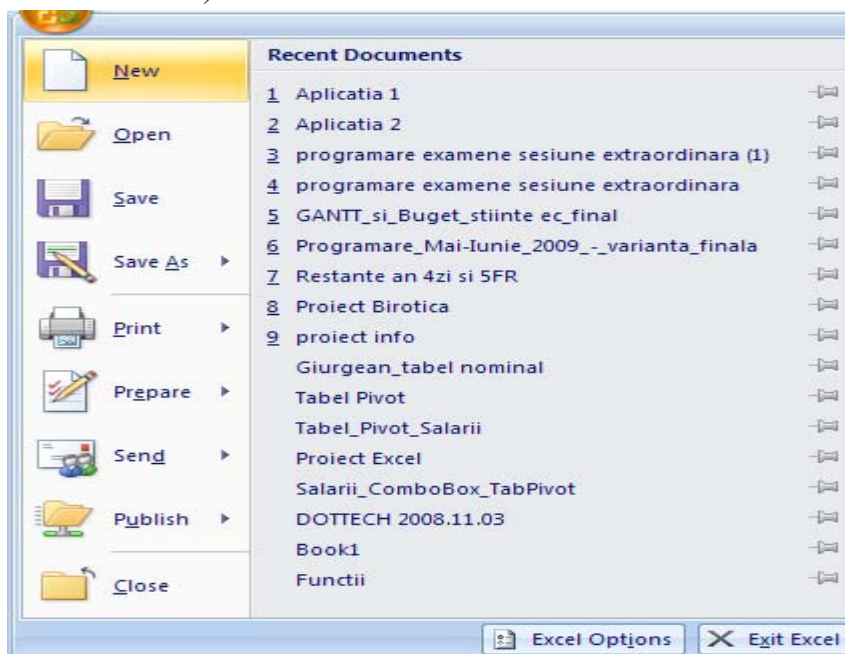 New
Open
Save
Save As
Print
Prepare
Send
Publish
Close
Recent Documents
1 Aplicatia 1
2 Aplicatia 2
3 programare examene sesiune extraordinara (1)
4 programare examene sesiune extraordinara
5 GANTT_si_Buget_stiinte ec_final
6 Programare_Mai-Iunie_2009_-_varianta_finala
7 Restante an 4zi si 5FR
8 Proiect Birotica
9 proiect info
Giurgean_tabel nominal
Tabel Pivot
Tabel_Pivot_Salarii
Proiect Excel
Salarii_ComboBox_TabPivot
DOTTECH 2008.11.03
Book1
Functii
Excel Options
Exit Excel